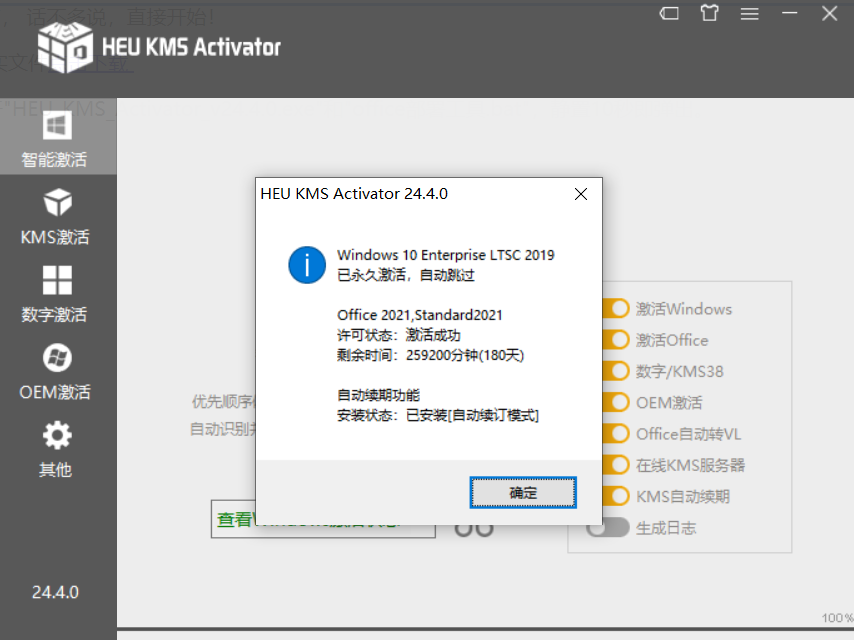 话不多说，直接开始！
HEU KMS Activator
"HEU KMS
智能激活
KMS激活
数字激活
OEM激活
其他
24.4.0
HEU KMS Activator 24.4.0
Windows 10 Enterprise LTSC 2019
已永久激活，自动跳过
Office 2021,Standard2021
许可状态：激活成功
剩余时间：259200分钟(180天)
自动续期功能
安装状态：已安装[自动续订模式]
确定
优先顺序
自动识别
查看
激活Windows
激活Office
数字/KMS38
OEM激活
Office自动转VL
在线KMS服务器
KMS自动续期
生成日志
100%